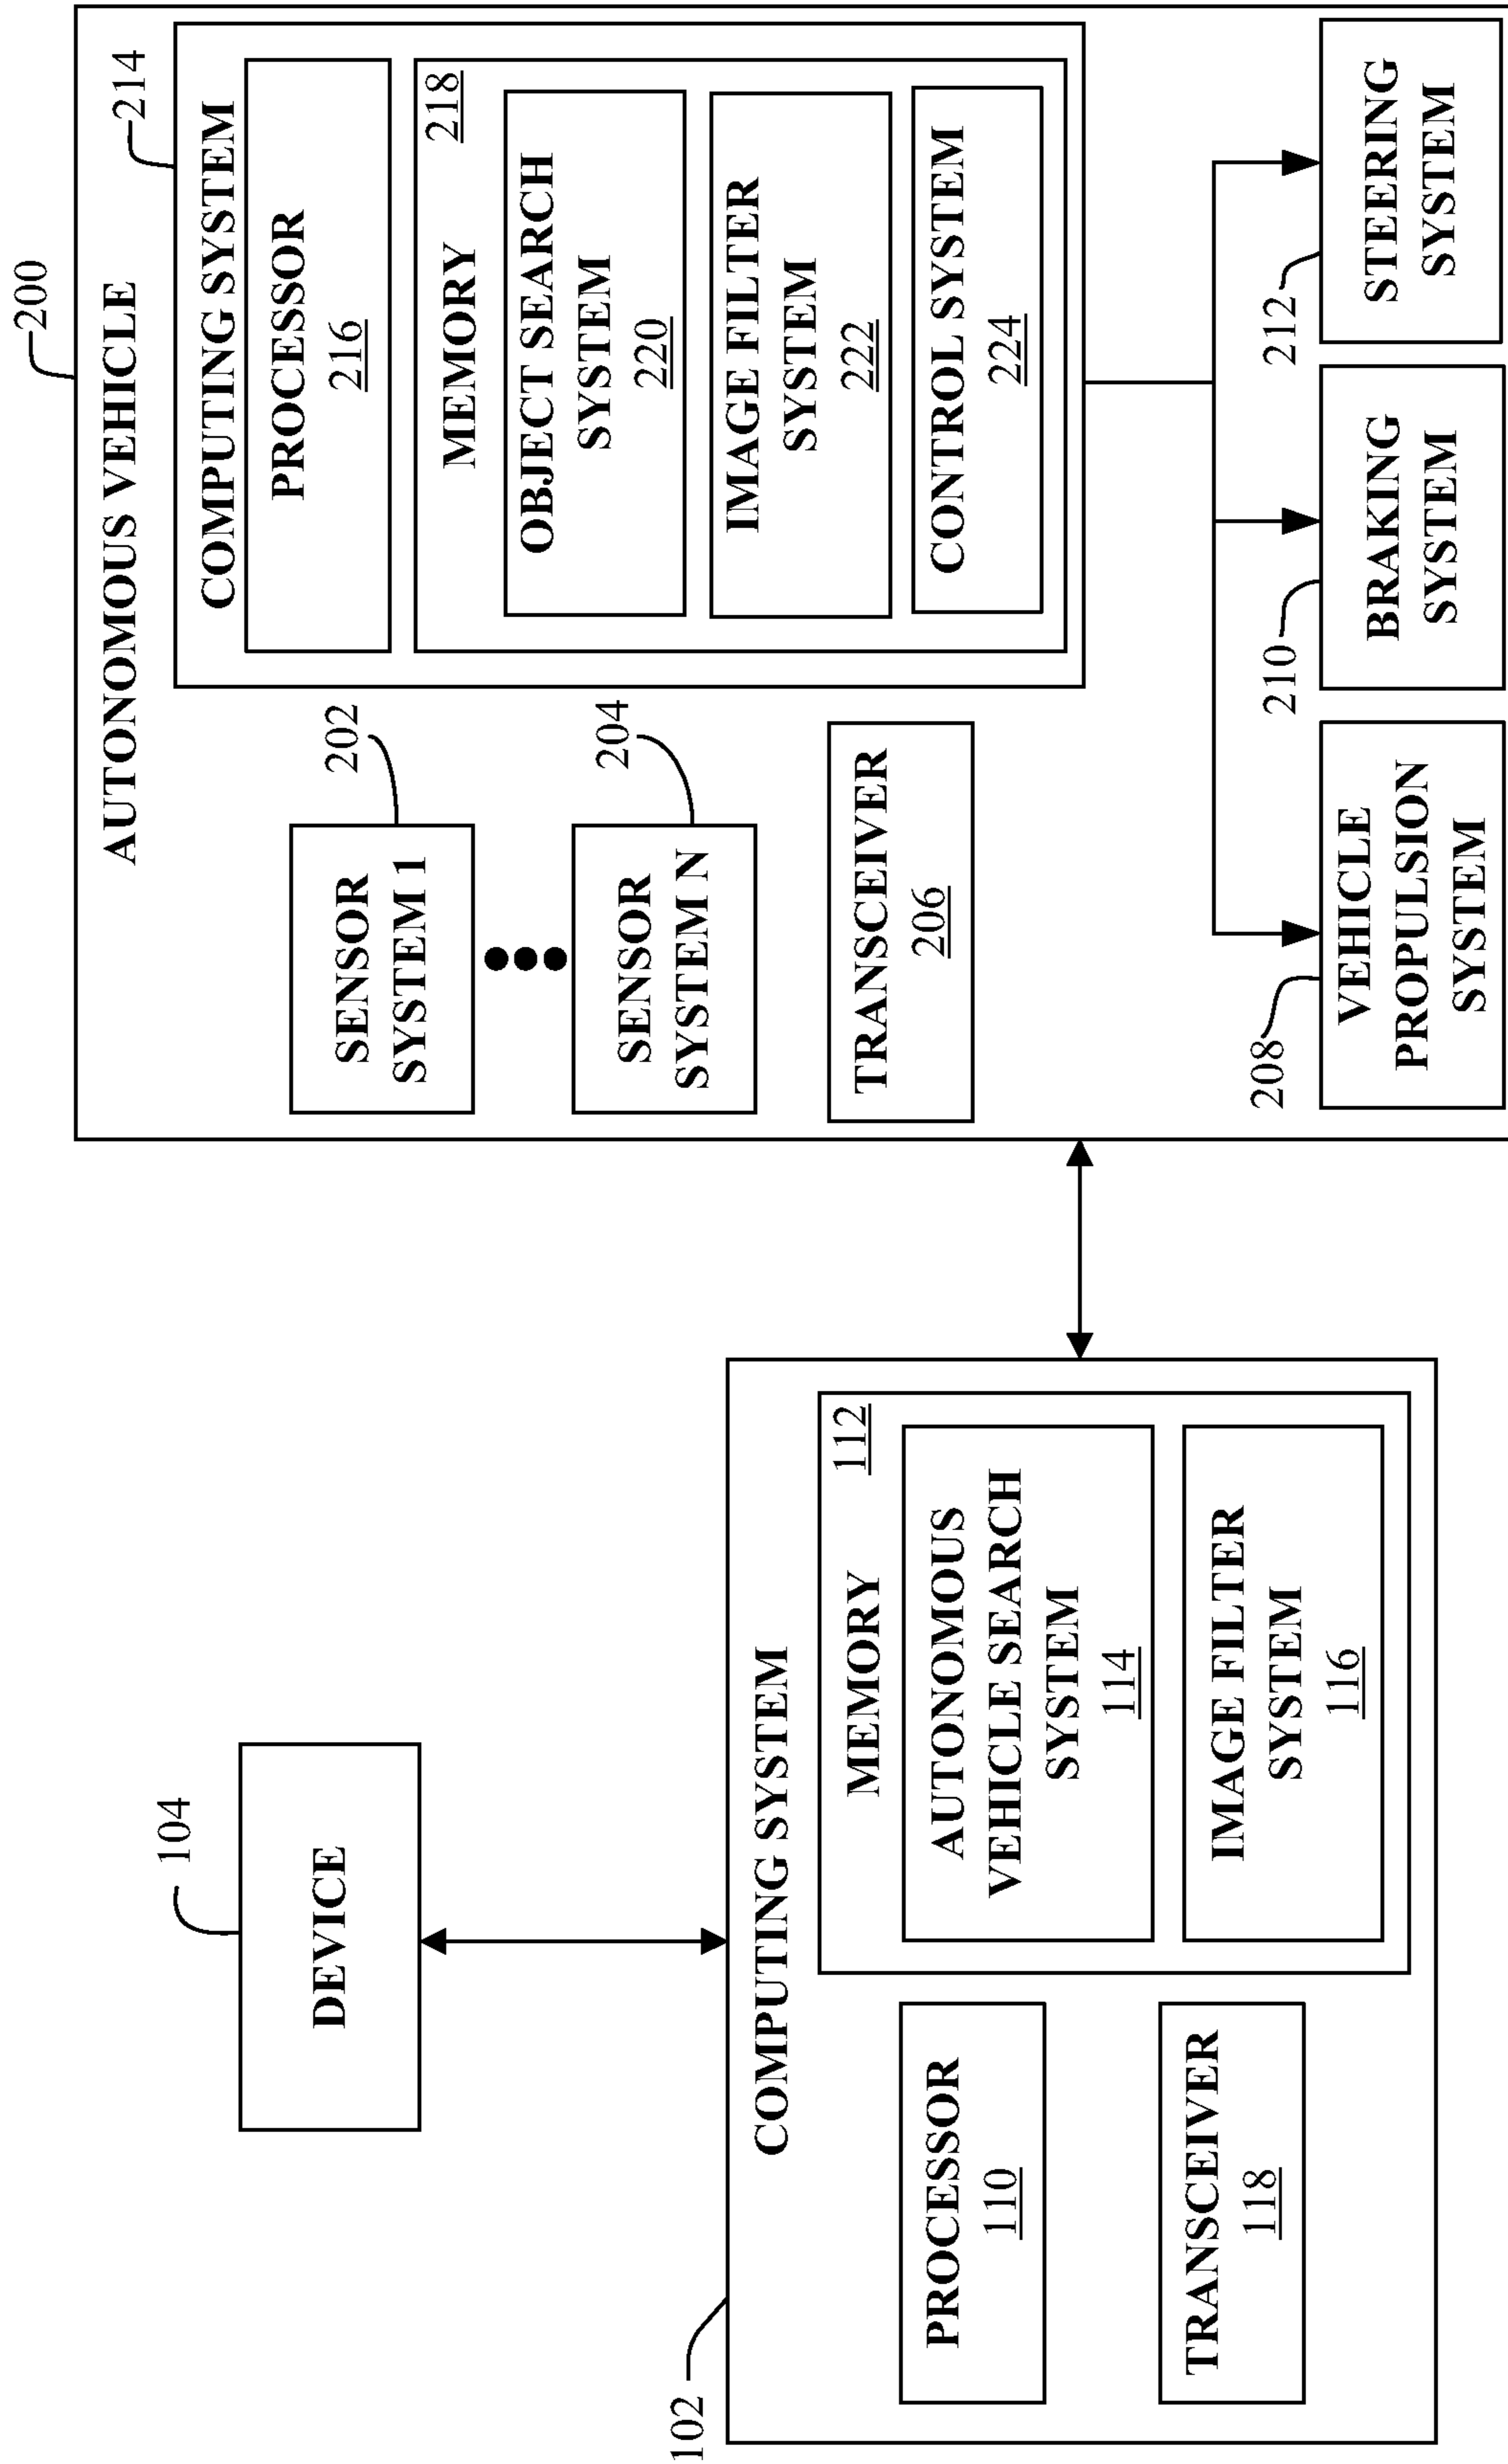 104
DEVICE
102
COMPUTING SYSTEM
PROCESSOR
110
TRANSCEIVER
118
MEMORY
112
AUTONOMOUS
VEHICLE SEARCH
SYSTEM
114
IMAGE FILTER
SYSTEM
116
200
AUTONOMOUS VEHICLE
SENSOR
SYSTEM 1
202
SENSOR
SYSTEM N
204
TRANSCEIVER
206
214
COMPUTING SYSTEM
PROCESSOR
216
MEMORY
218
OBJECT SEARCH
SYSTEM
220
IMAGE FILTER
SYSTEM
222
CONTROL SYSTEM
224
208
VEHICLE
PROPULSION
SYSTEM
210
BRAKING
SYSTEM
212
STEERING
SYSTEM